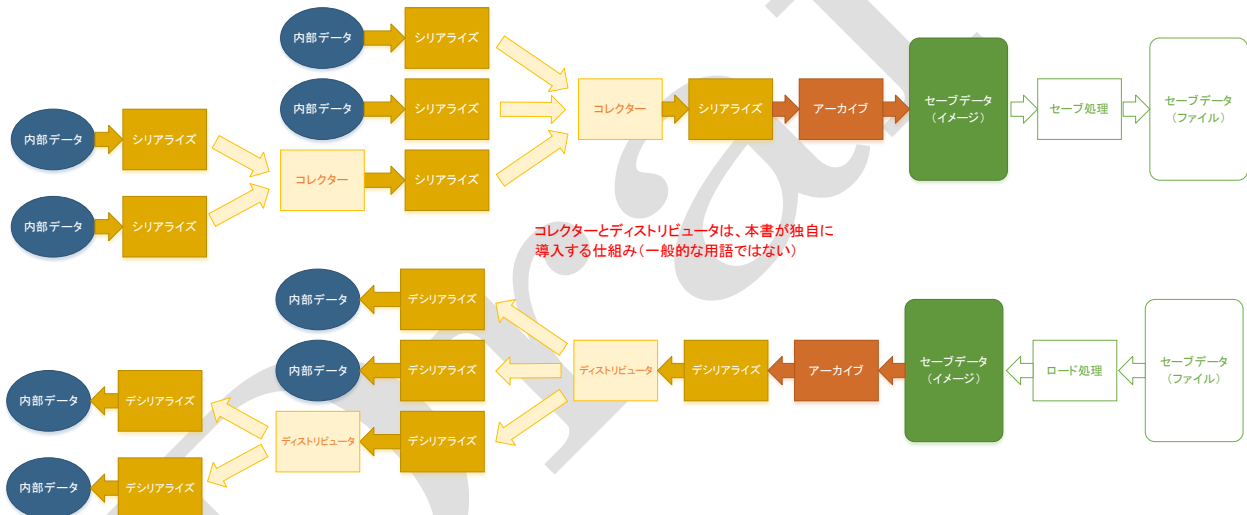 内部データ
シリアライズ
内部データ
シリアライズ
内部データ
シリアライズ
コレクター
シリアライズ
内部データ
シリアライズ
内部データ
シリアライズ
コレクター
シリアライズ
アーカイブ
セーブデータ
(イメージ)
セーブ処理
セーブデータ
(ファイル)
コレクターとディストリビュータは、本書が独自に
導入する仕組み(一般的な用語ではない)
内部データ
デシリアライズ
内部データ
デシリアライズ
ディストリビュータ
デシリアライズ
アーカイブ
セーブデータ
(イメージ)
ロード処理
セーブデータ
(ファイル)
内部データ
デシリアライズ
ディストリビュータ
デシリアライズ
内部データ
デシリアライズ
Draft